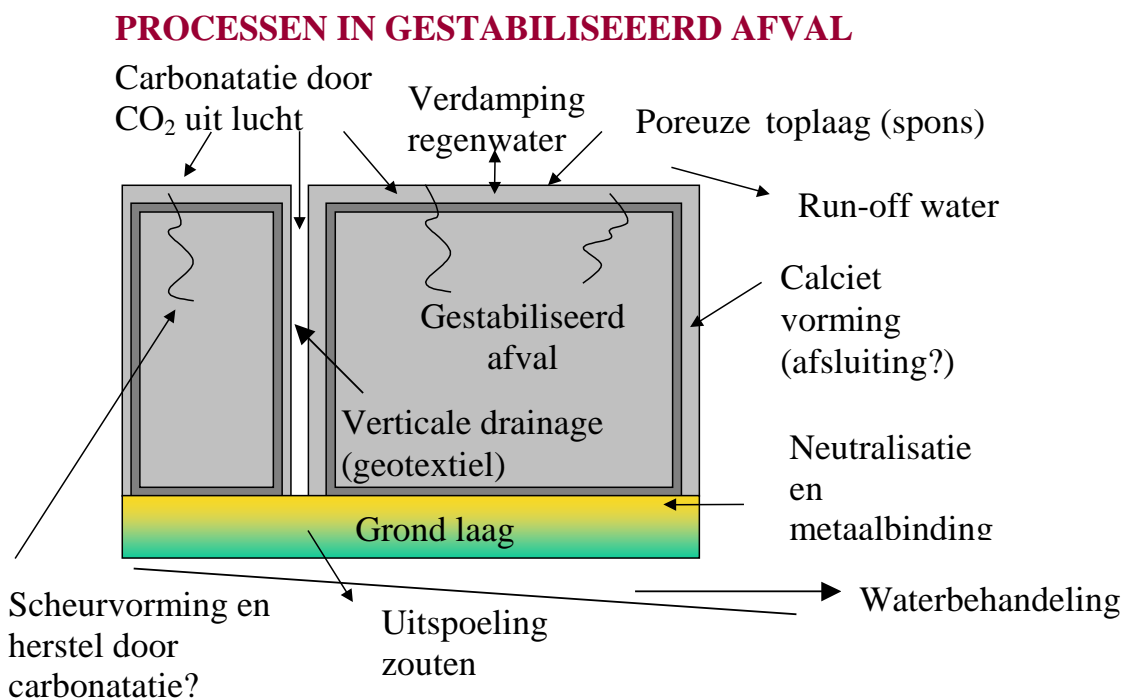 PROCESSEN IN GESTABILISEEERD AFVAL
Carbonatatie door
CO₂ uit lucht
Verdamping
regenwater
Poreuze toplaag (spons)
Run-off water
Calciet
vorming
(afsluiting?)
Gestabiliseerd
afval
Verticale drainage
(geotextiel)
Neutralisatie
en
metaalbinding
Grond laag
Scheurvorming en
herstel door
carbonatatie?
Uitspoeling
zouten
Waterbehandeling